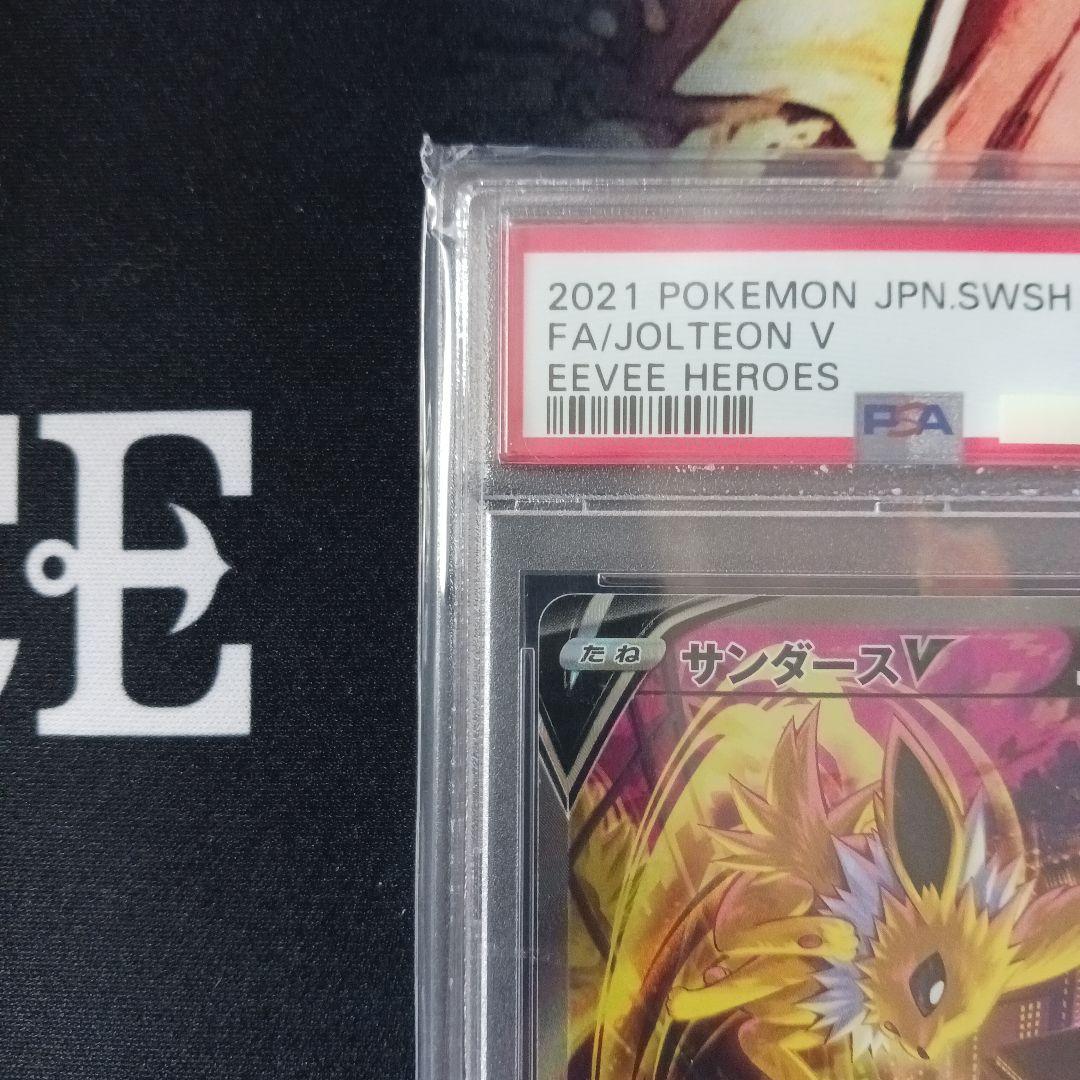 2021 POKEMON JPN.SWSH
FA/JOLTEON V
EEVEE HEROES
PSA
たね サンダースV
E